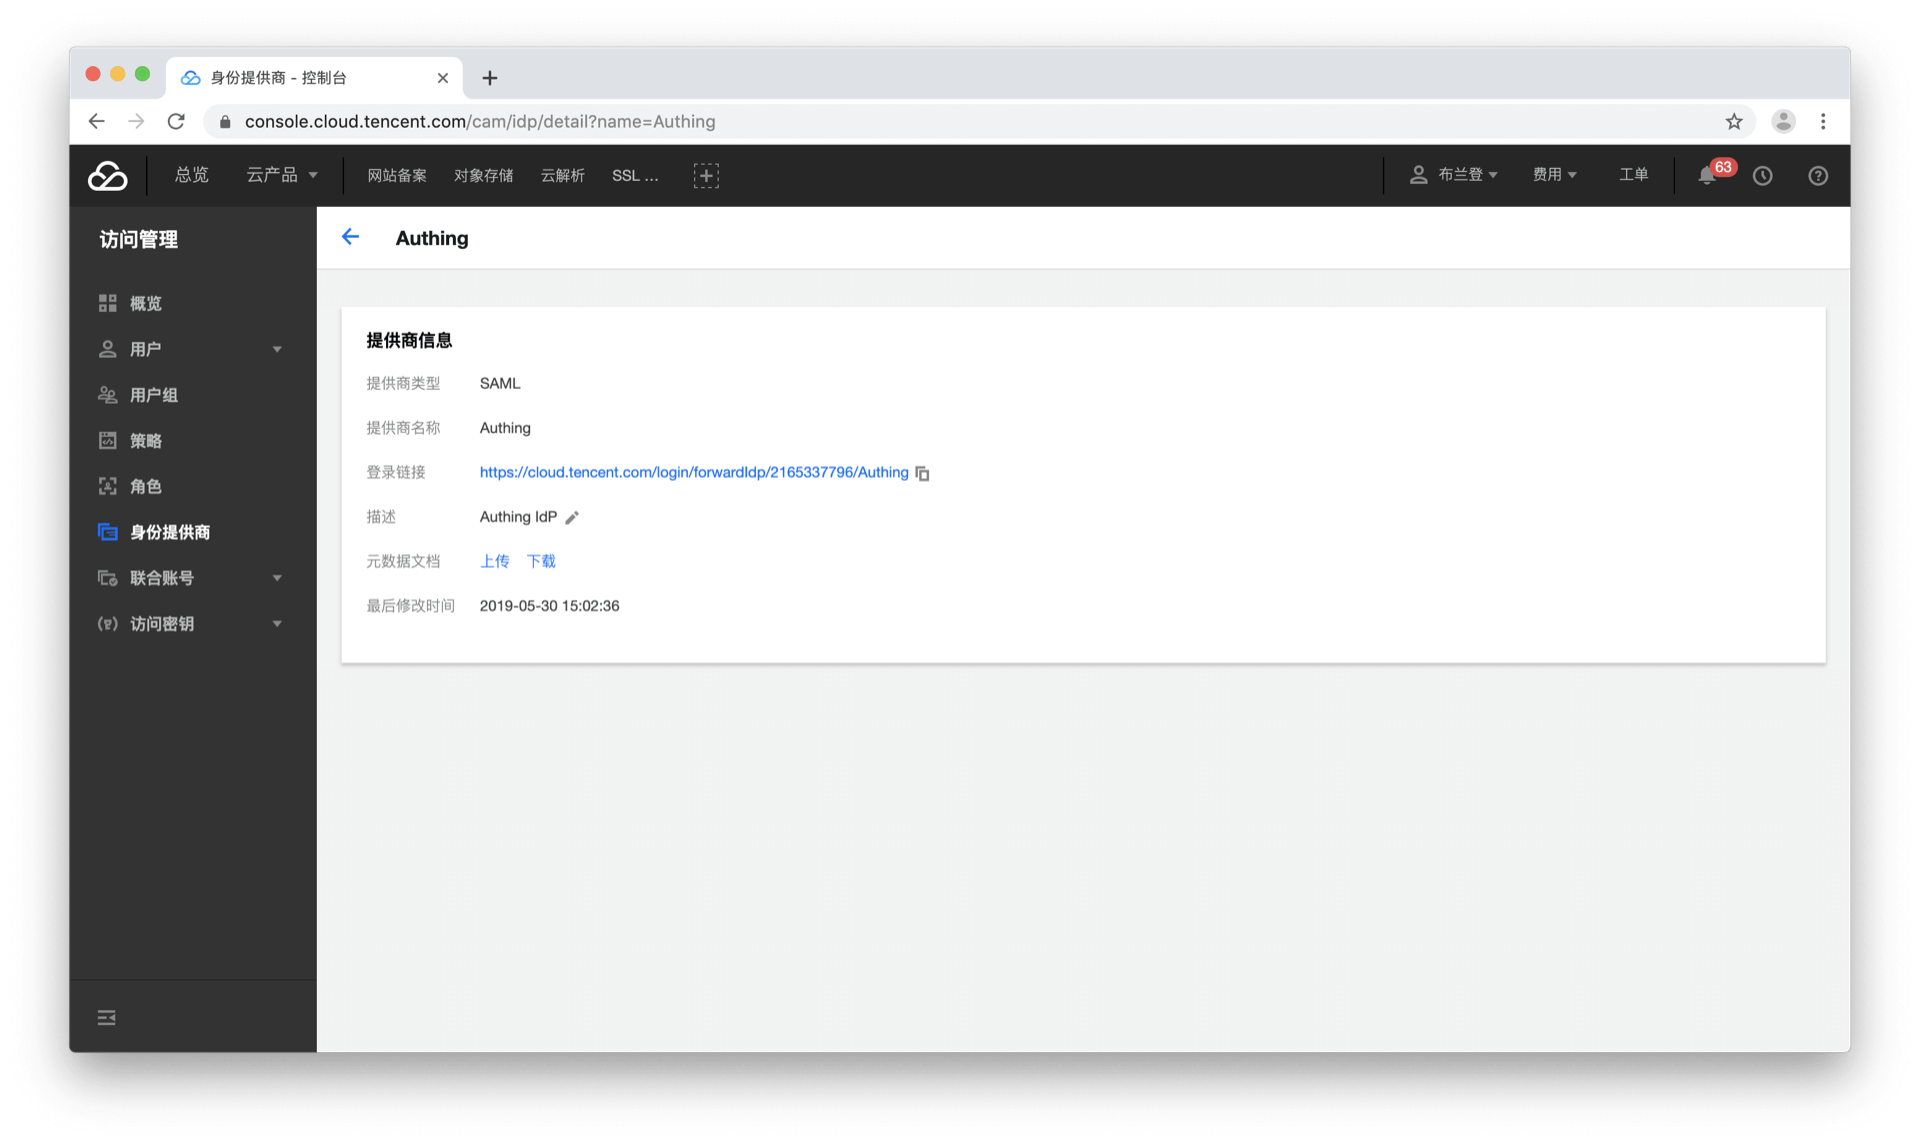 身份提供商 - 控制台
console.cloud.tencent.com/cam/idp/detail?name=Authing
总览 云产品 网站备案 对象存储 云解析 SSL ... 布兰登 费用 工单 63
访问管理
概览
用户
用户组
策略
角色
身份提供商
联合账号
访问密钥
Authing
提供商信息
提供商类型 SAML
提供商名称 Authing
登录链接 https://cloud.tencent.com/login/forwardIdp/2165337796/Authing
描述 Authing IdP
元数据文档 上传 下载
最后修改时间 2019-05-30 15:02:36